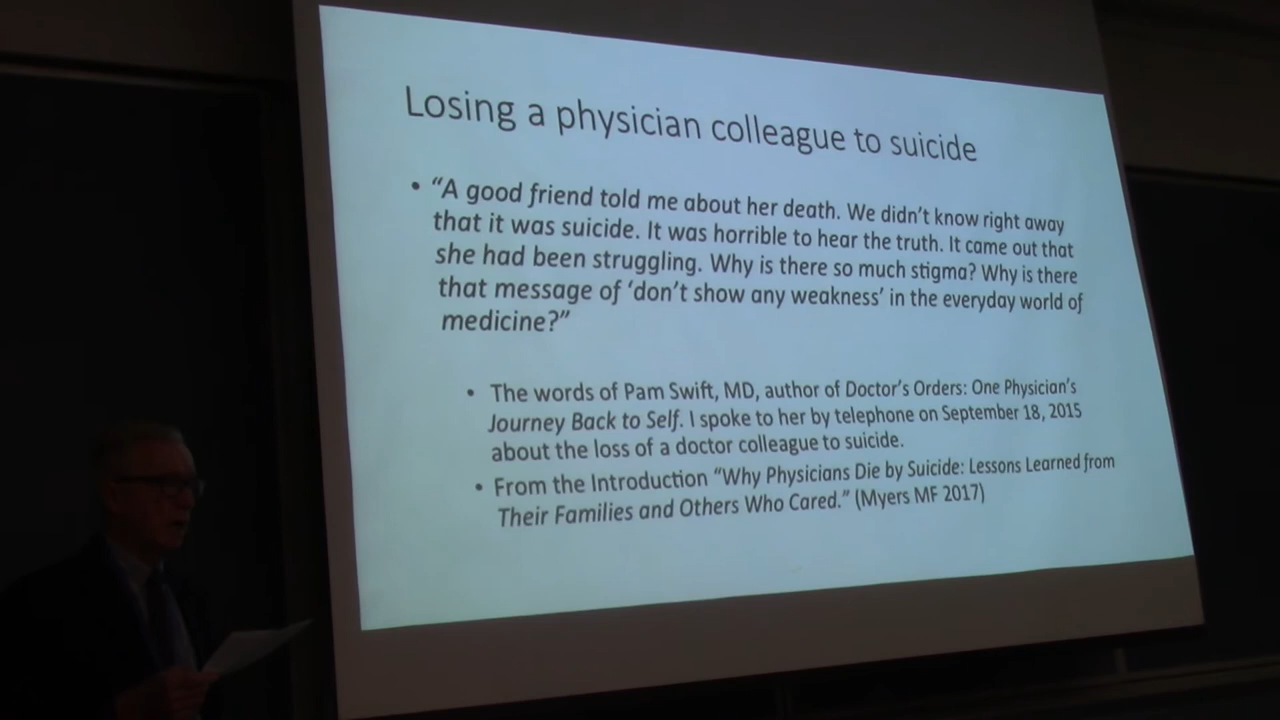 Losing a physician colleague to suicide
• “A good friend told me about her death. We didn’t know right away
that it was suicide. It was horrible to hear the truth. It came out that
she had been struggling. Why is there so much stigma? Why is there
that message of ‘don’t show any weakness’ in the everyday world of
medicine?”
• The words of Pam Swift, MD, author of Doctor’s Orders: One Physician’s
Journey Back to Self. I spoke to her by telephone on September 18, 2015
about the loss of a doctor colleague to suicide.
• From the Introduction “Why Physicians Die by Suicide: Lessons Learned from
Their Families and Others Who Cared.” (Myers MF 2017)